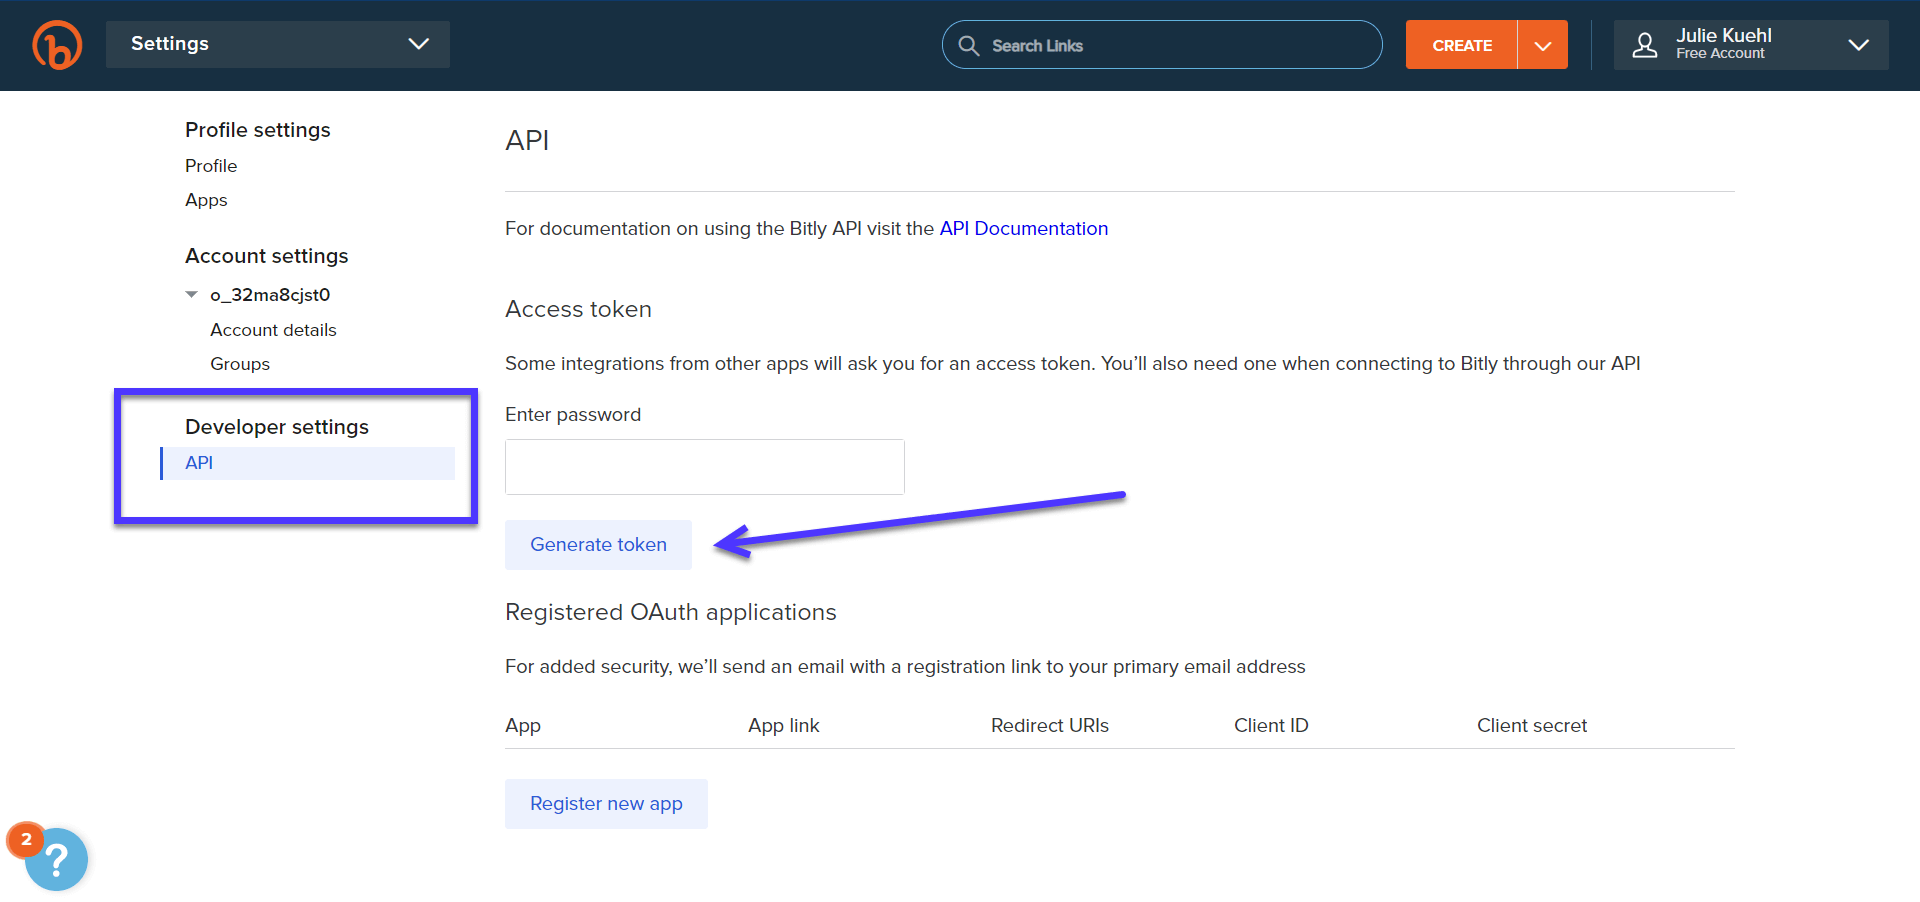 Settings
Search Links
CREATE
Julie Kuehl
Free Account
Profile settings
Profile
Apps
Account settings
o_32ma8cjst0
Account details
Groups
Developer settings
API
API
For documentation on using the Bitly API visit the API Documentation
Access token
Some integrations from other apps will ask you for an access token. You’ll also need one when connecting to Bitly through our API
Enter password
Generate token
Registered OAuth applications
For added security, we’ll send an email with a registration link to your primary email address
App App link Redirect URIs Client ID Client secret
Register new app
2
?